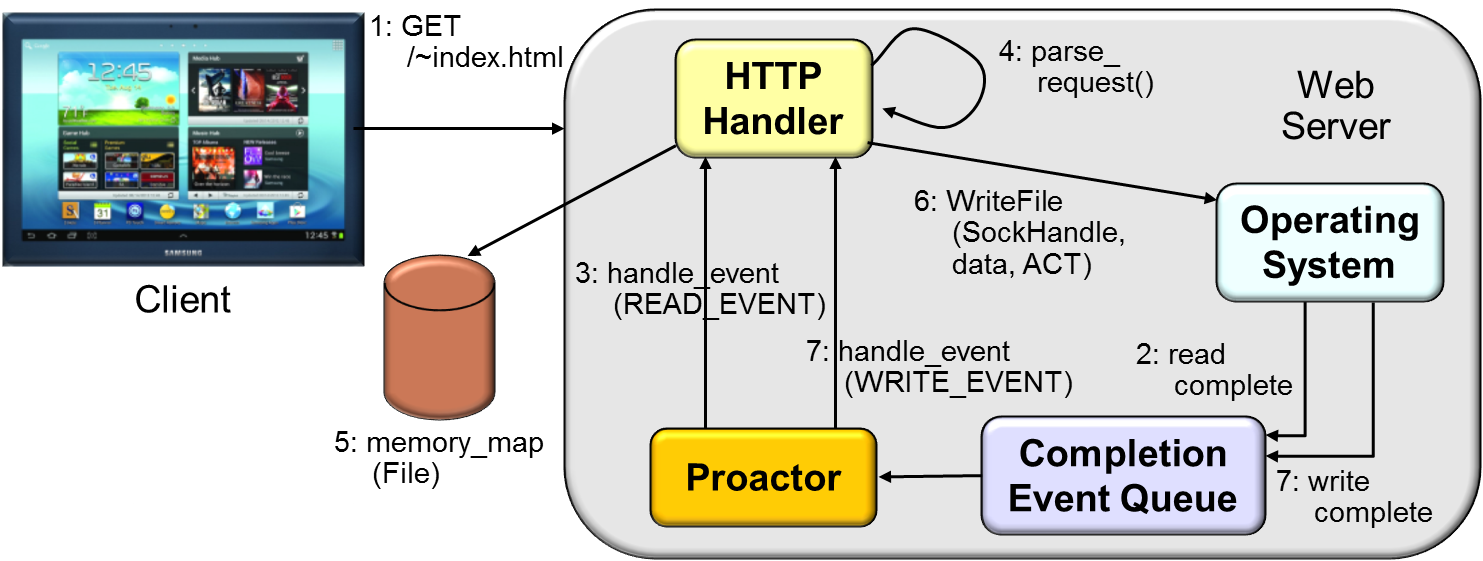 1: GET
/~index.html
HTTP
Handler
4: parse_
request()
Web
Server
12:45
SAMSUNG
Client
6: WriteFile
(SockHandle,
data, ACT)
Operating
System
3: handle_event
(READ_EVENT)
7: handle_event
(WRITE_EVENT)
2: read
complete
5: memory_map
(File)
Proactor
Completion
Event Queue
7: write
complete